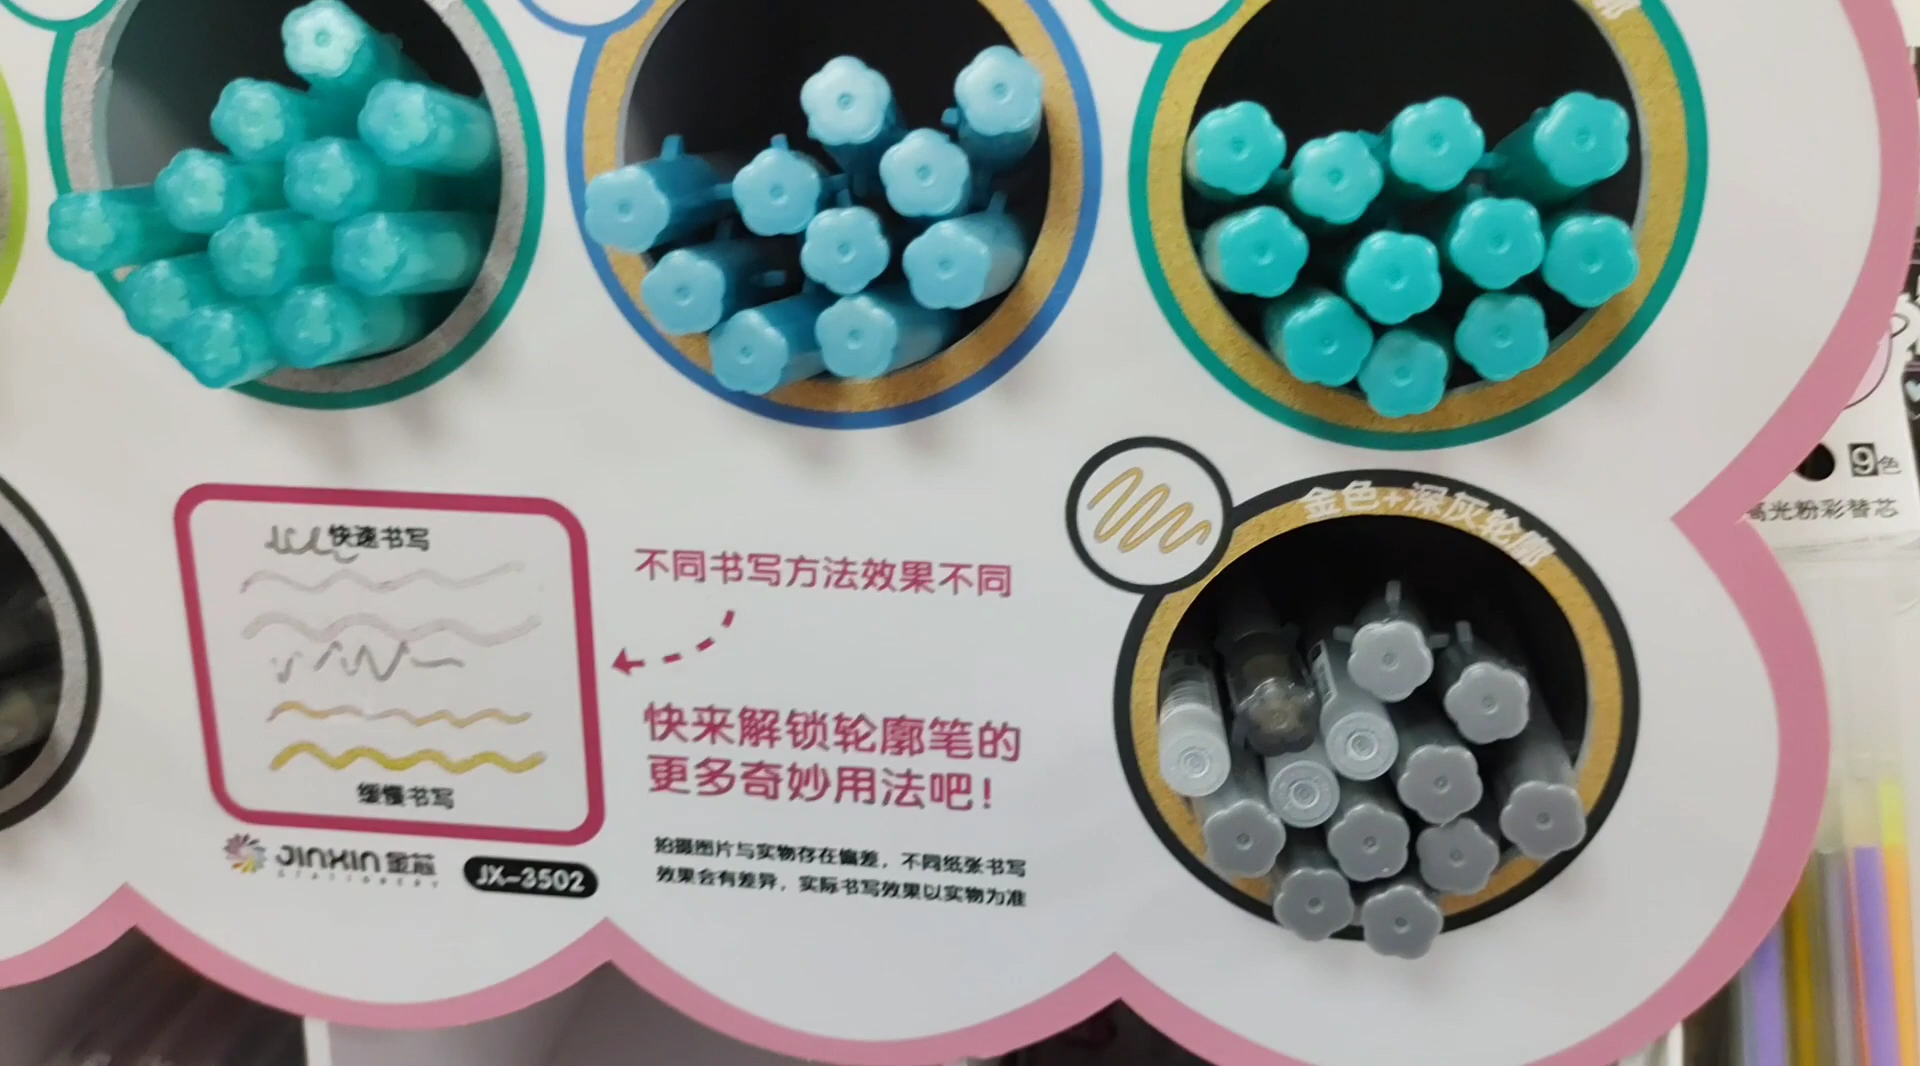 廓
金色+深灰轮廓
9色
高光粉彩替芯
快速书写
缓慢书写
不同书写方法效果不同
快来解锁轮廓笔的
更多奇妙用法吧!
JINXIN 金芯
STATIONERY
JX-3502
拍摄图片与实物存在偏差，不同纸张书写
效果会有差异，实际书写效果以实物为准